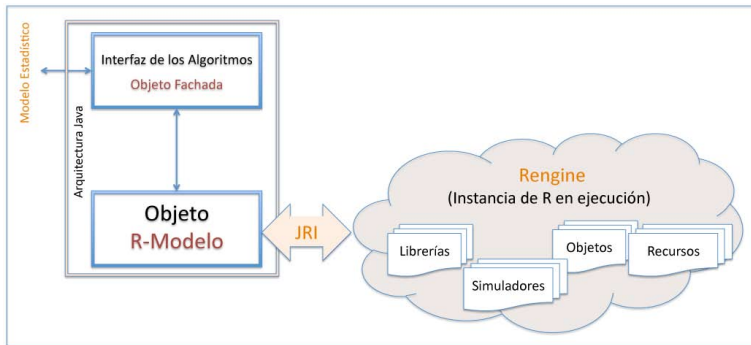 Modelo Estadístico
Arquitectura Java
Interfaz de los Algoritmos
Objeto Fachada
Objeto
R-Modelo
JRI
Rengine
(Instancia de R en ejecución)
Librerías
Simuladores
Objetos
Recursos